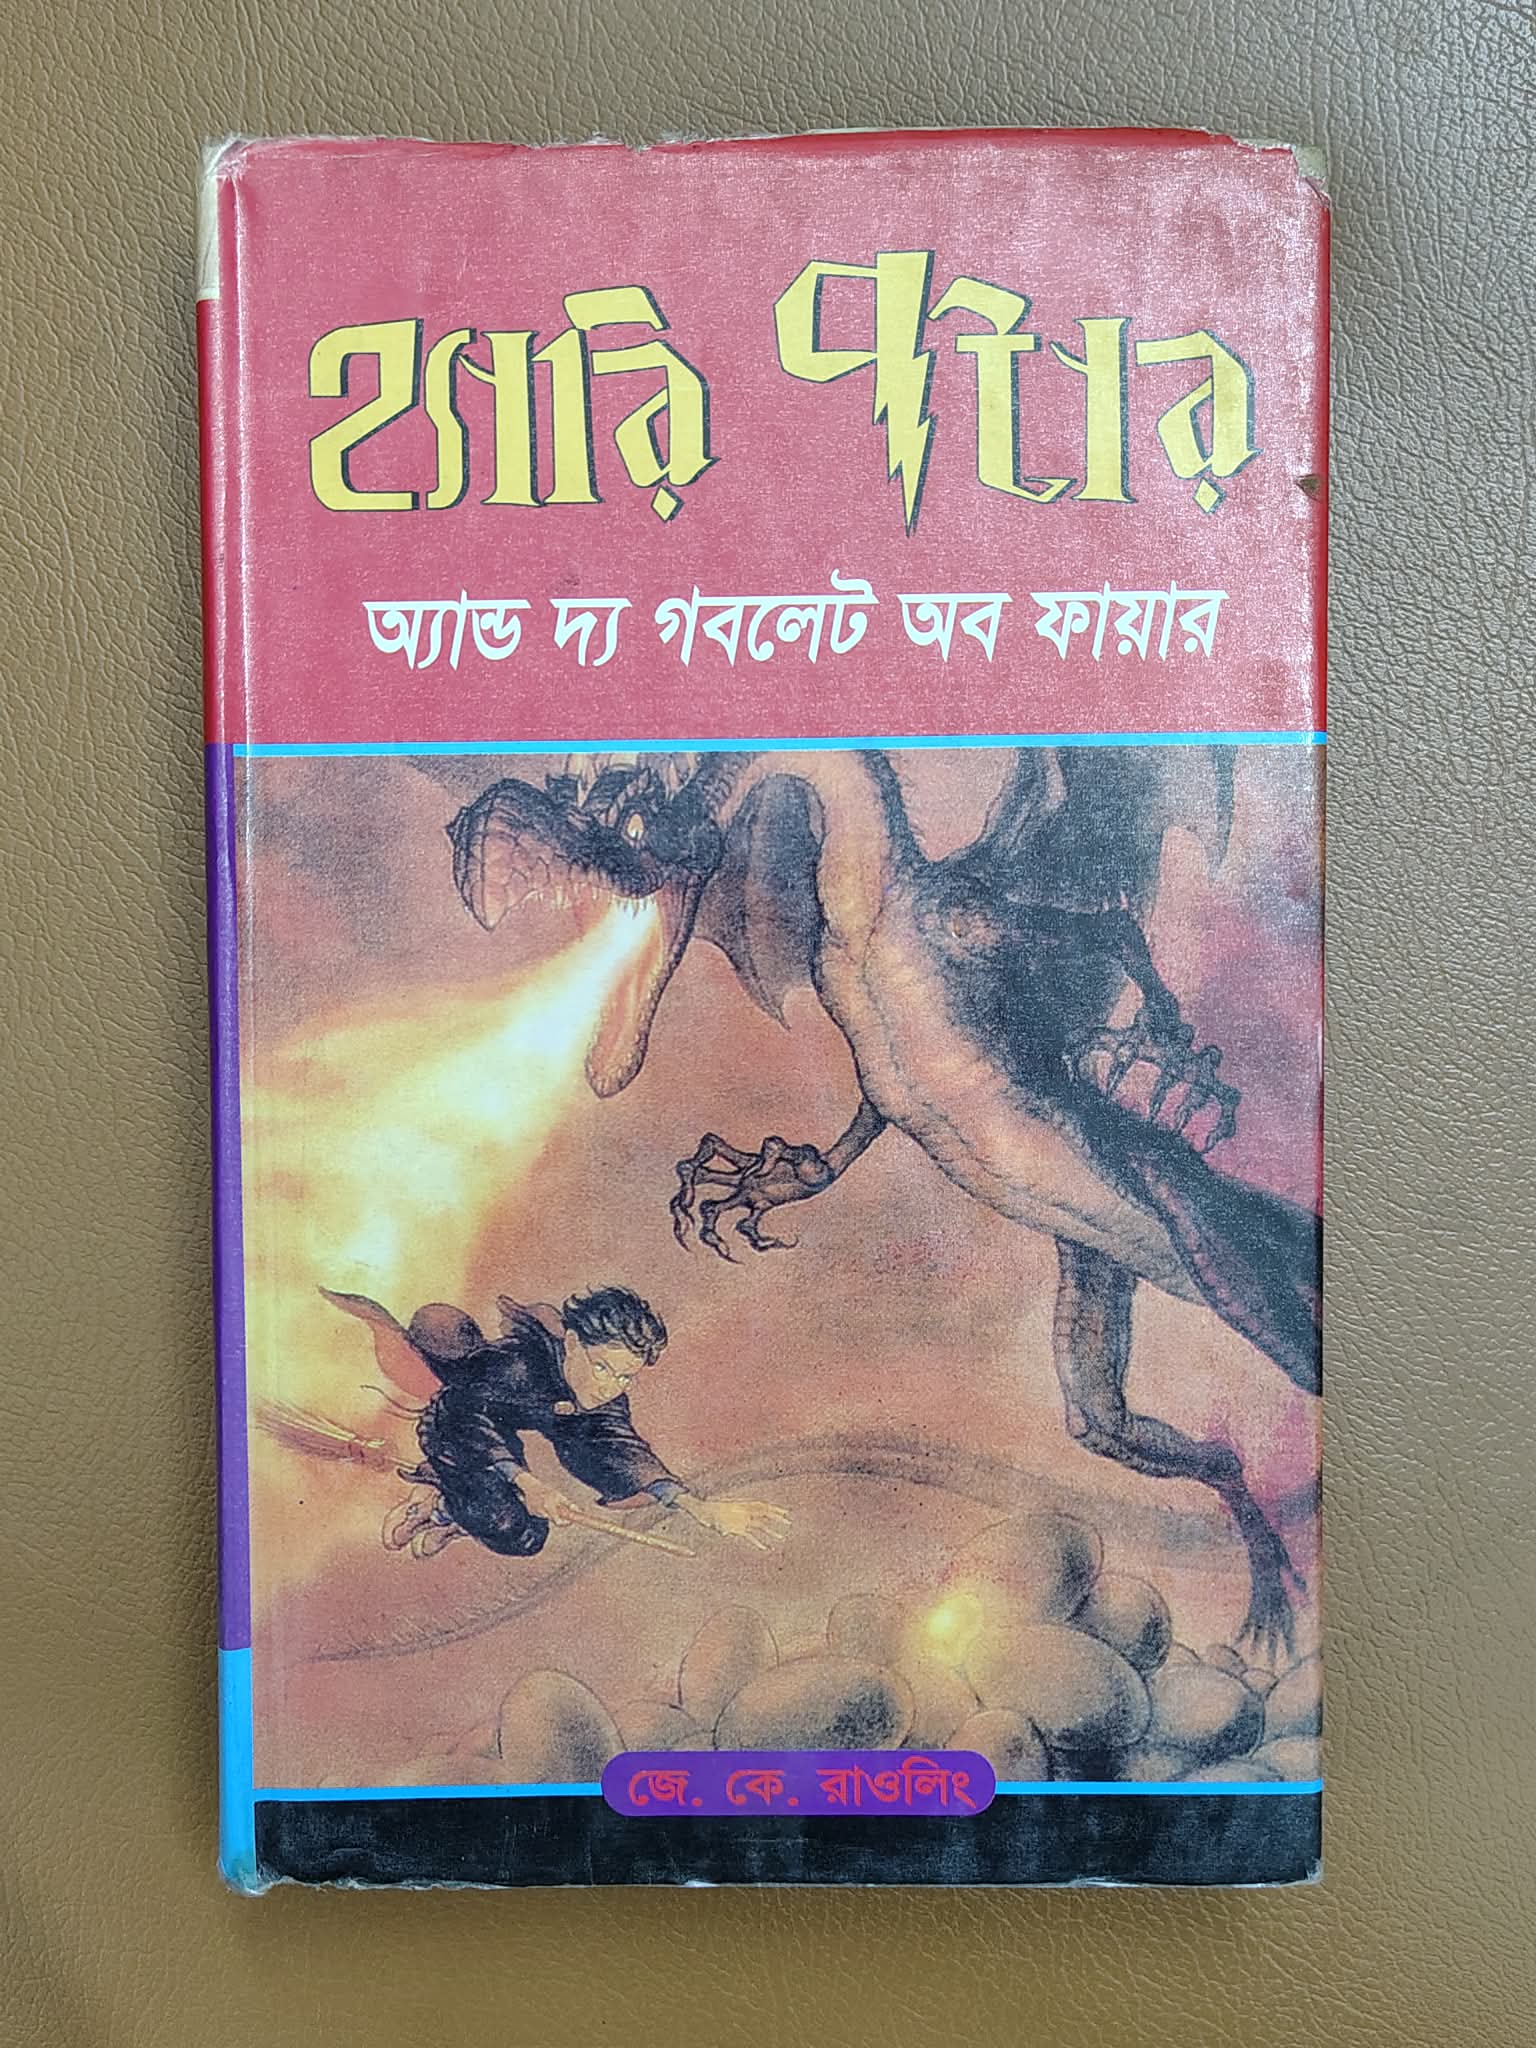 হ্যারি পটার
অ্যান্ড দ্য গবলেট অব ফায়ার
জে. কে. রাওলিং